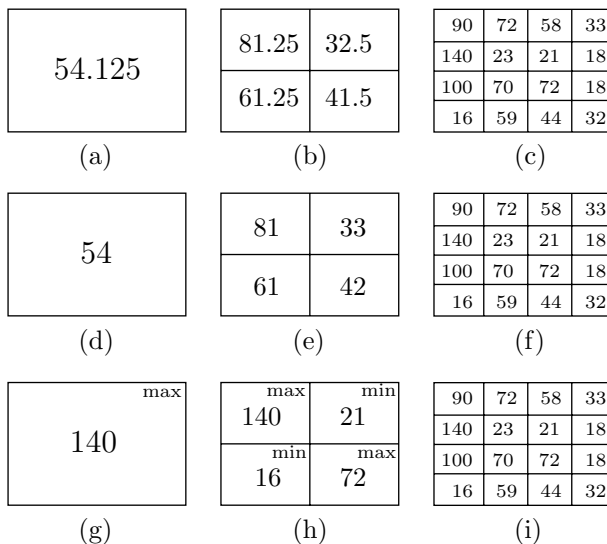 54.125
81.25 32.5
61.25 41.5
90 72 58 33
140 23 21 18
100 70 72 18
16 59 44 32
(a) (b) (c)
54
81 33
61 42
90 72 58 33
140 23 21 18
100 70 72 18
16 59 44 32
(d) (e) (f)
max
140
max min
140 21
min max
16 72
90 72 58 33
140 23 21 18
100 70 72 18
16 59 44 32
(g) (h) (i)